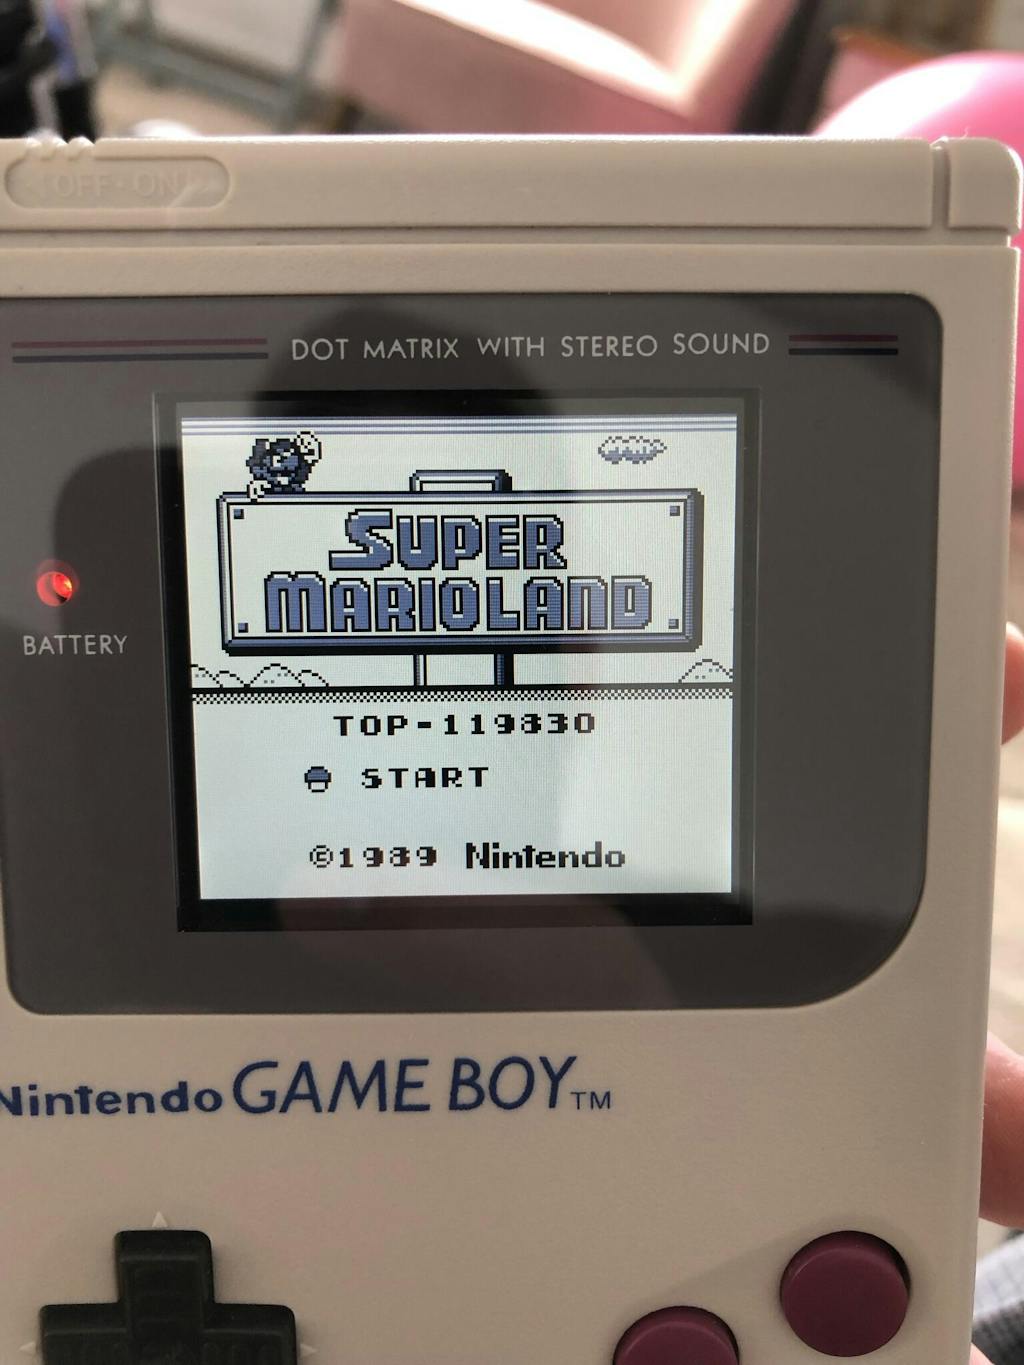 OFF•ON
DOT MATRIX WITH STEREO SOUND
SUPER
MARIOLAND
BATTERY
TOP-119830
START
©1989 Nintendo
Nintendo GAME BOY™